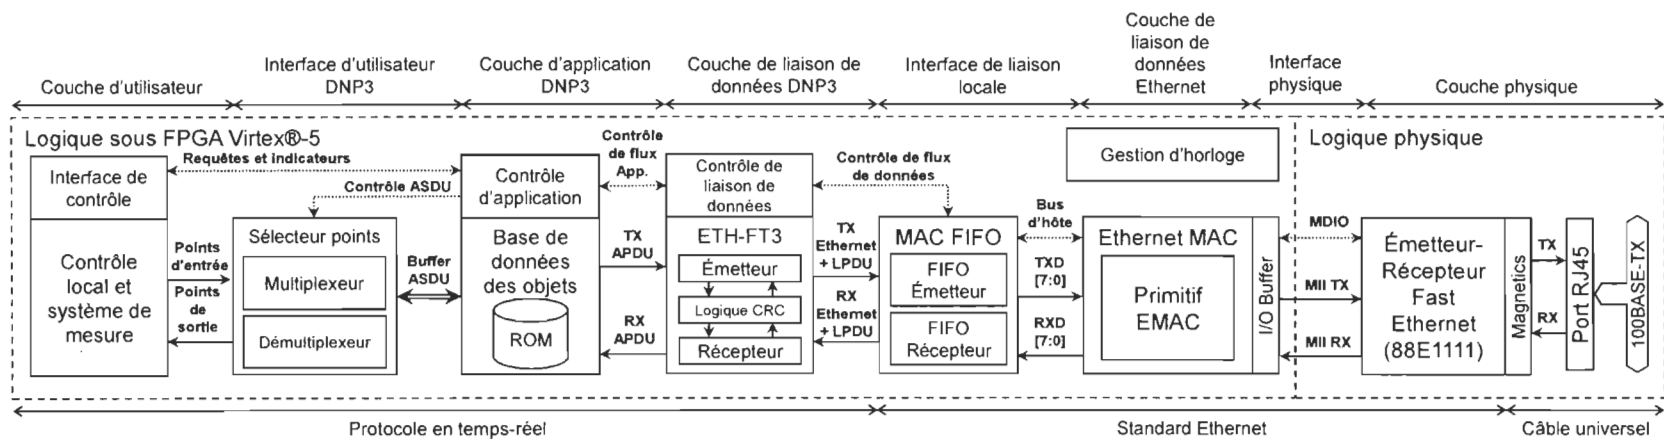 Couche d'utilisateur
Interface d'utilisateur
DNP3
Couche d'application
DNP3
Couche de liaison de
données DNP3
Interface de liaison
locale
Couche de
liaison de
données
Ethernet
Interface
physique
Couche physique
Logique sous FPGA Virtex®-5
Logique physique
Requêtes et indicateurs
Interface de
contrôle
Contrôle ASDU
Contrôle
d'application
Contrôle
de flux
App.
Contrôle
de liaison de
données
Contrôle de flux
de données
Gestion d'horloge
Contrôle
local et
système de
mesure
Points
d'entrée
Points
de
sortie
Sélecteur points
Multiplexeur
Démultiplexeur
Buffer
ASDU
Base de
données
des objets
ROM
TX
APDU
RX
APDU
ETH-FT3
Émetteur
Logique CRC
Récepteur
TX
Ethernet
+ LPDU
RX
Ethernet
+ LPDU
MAC FIFO
FIFO
Émetteur
FIFO
Récepteur
Bus
d'hôte
TXD
[7:0]
RXD
[7:0]
Ethernet MAC
Primitif
EMAC
I/O Buffer
MDIO
MII TX
MII RX
Émetteur-
Récepteur
Fast
Ethernet
(88E1111)
Magnetics
TX
RX
Port RJ45
100BASE-TX
Protocole en temps-réel
Standard Ethernet
Câble universel